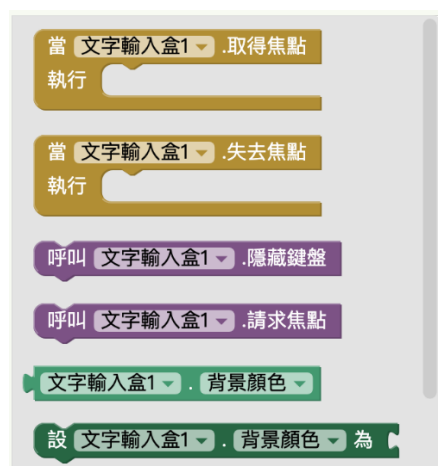 當 文字輸入盒1 .取得焦點
執行
當 文字輸入盒1 .失去焦點
執行
呼叫 文字輸入盒1 .隱藏鍵盤
呼叫 文字輸入盒1 .請求焦點
文字輸入盒1 . 背景顏色
設 文字輸入盒1 . 背景顏色 為